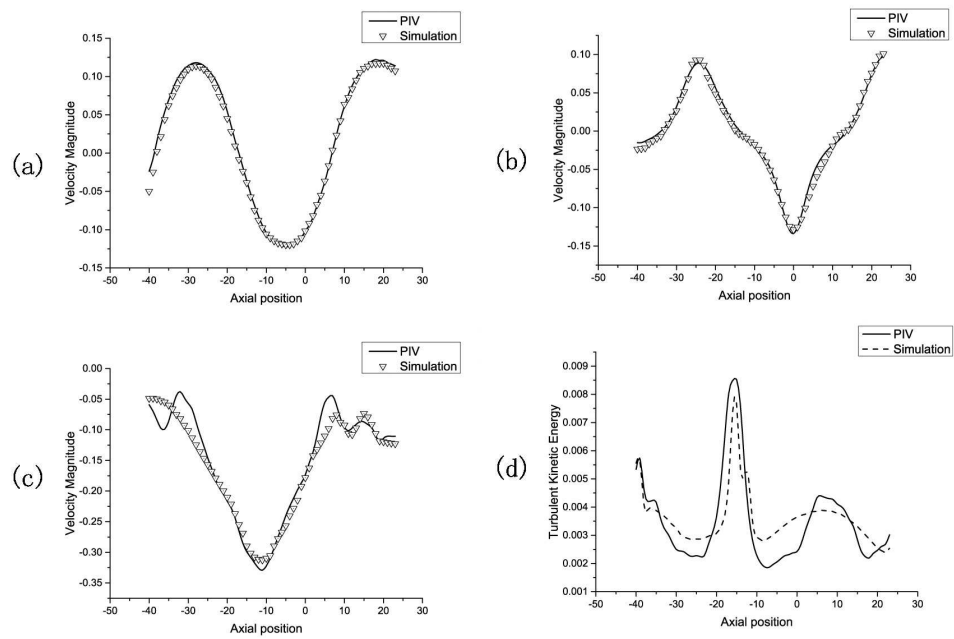 PIV
Simulation
0.15
0.10
0.05
0.00
-0.05
-0.10
-0.15
Velocity Magnitude
-50 -40 -30 -20 -10 0 10 20 30
Axial position
(a)
PIV
Simulation
0.10
0.05
0.00
-0.05
-0.10
-0.15
Velocity Magnitude
-50 -40 -30 -20 -10 0 10 20 30
Axial position
(b)
PIV
Simulation
0.00
-0.05
-0.10
-0.15
-0.20
-0.25
-0.30
-0.35
Velocity Magnitude
-50 -40 -30 -20 -10 0 10 20 30
Axial position
(c)
PIV
Simulation
0.009
0.008
0.007
0.006
0.005
0.004
0.003
0.002
0.001
Turbulent Kinetic Energy
-50 -40 -30 -20 -10 0 10 20 30
Axial position
(d)